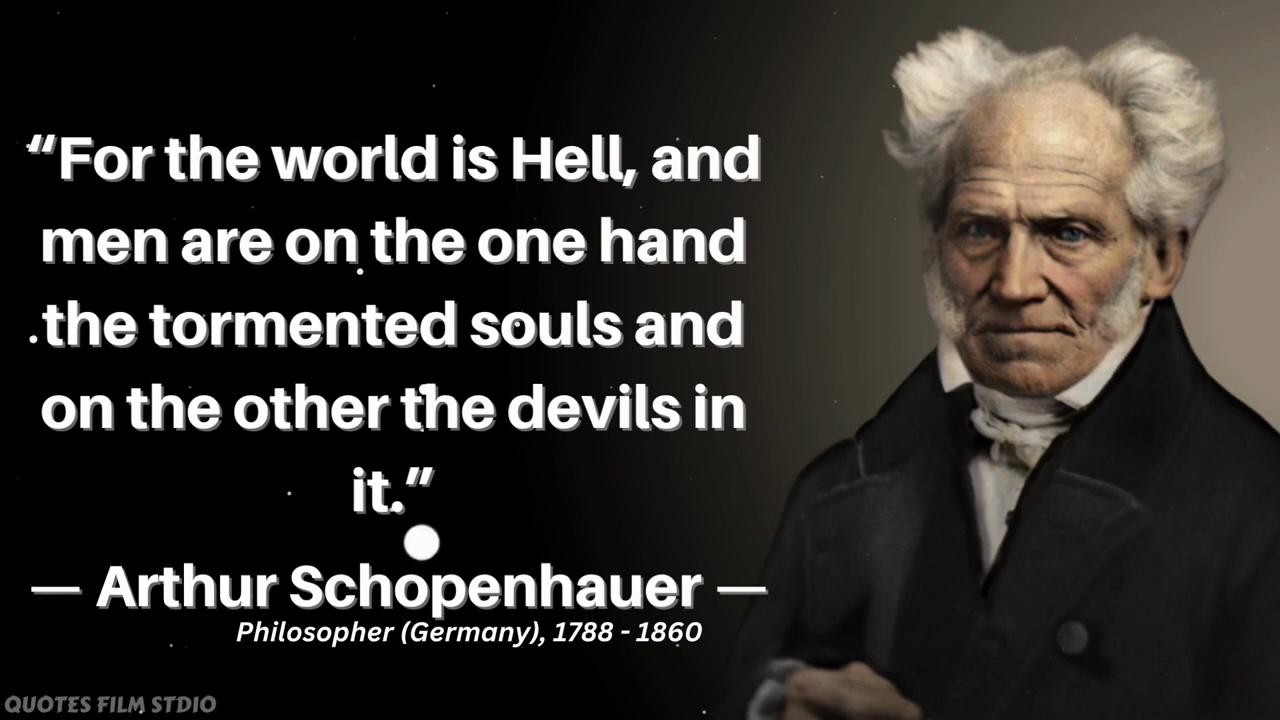 “For the world is Hell, and
men are on the one hand
the tormented souls and
on the other the devils in
it.”
— Arthur Schopenhauer —
Philosopher (Germany), 1788 - 1860
QUOTES FILM STDIO